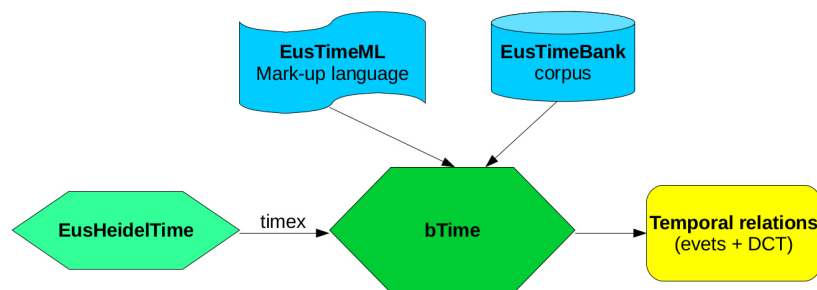 EusTimeML
Mark-up language
EusTimeBank
corpus
EusHeidelTime
timex
bTime
Temporal relations
(evets + DCT)